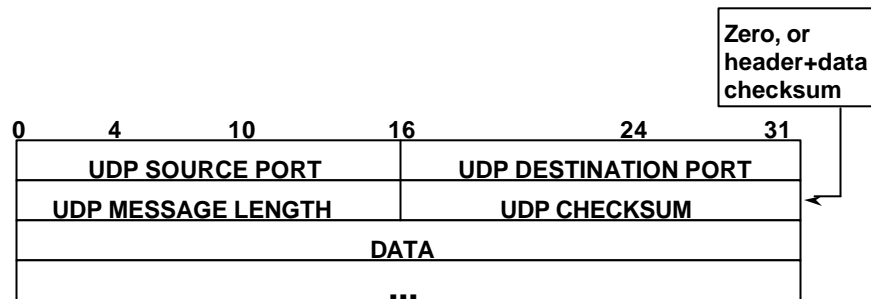 Zero, or
header+data
checksum
0 4 10 16 24 31
UDP SOURCE PORT UDP DESTINATION PORT
UDP MESSAGE LENGTH UDP CHECKSUM
DATA
...